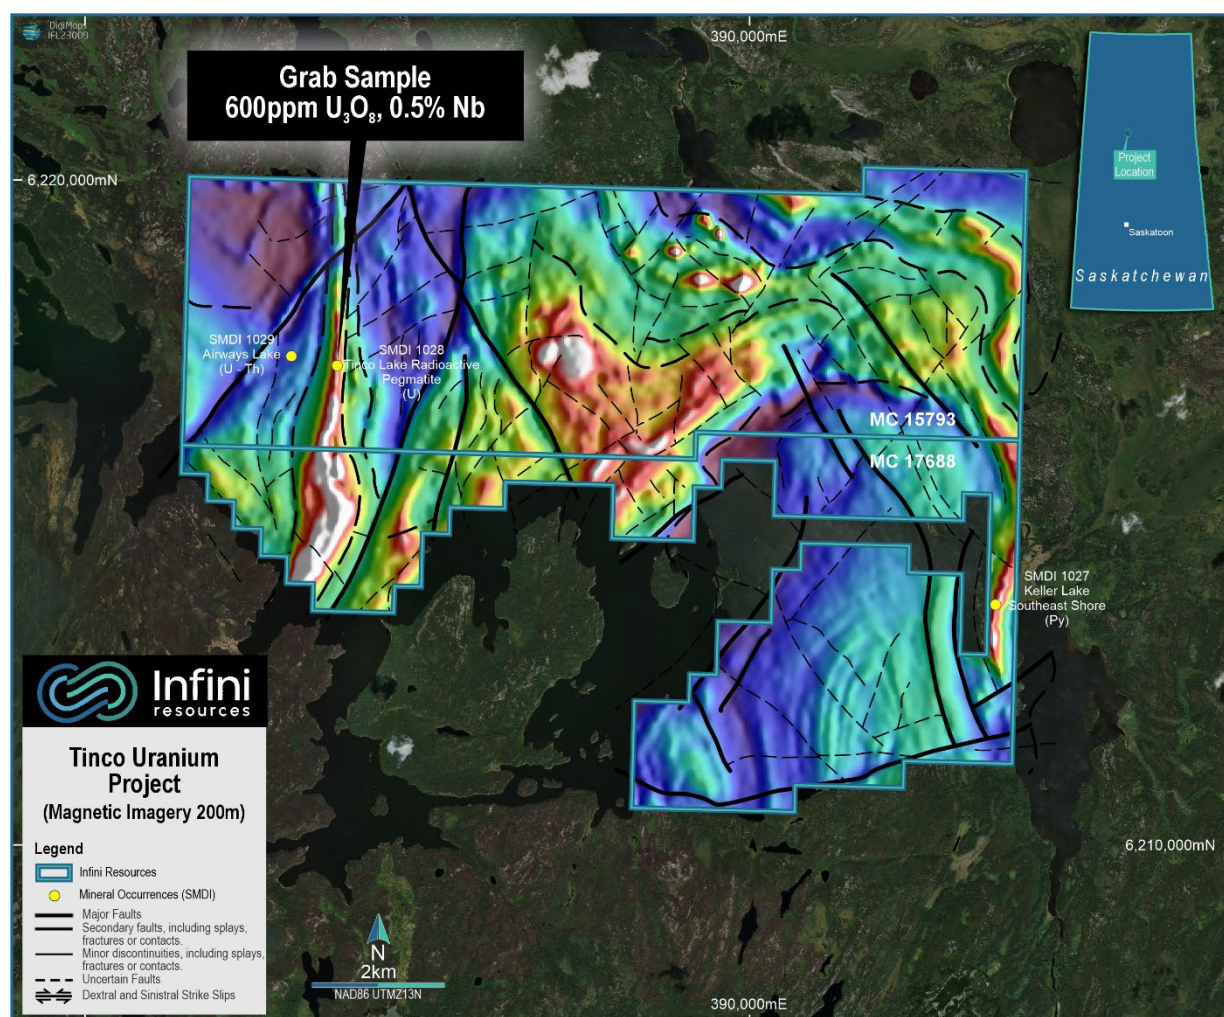 DigiMaps
IFL23009
390,000mE
Grab Sample
600ppm U₃O₈, 0.5% Nb
6,220,000mN
Project
Location
Saskatoon
Saskatchewan
SMDI 1029
Airways Lake
(U - Th)
SMDI 1028
Tinco Lake Radioactive
Pegmatite
(U)
MC 15793
MC 17688
SMDI 1027
Keller Lake
Southeast Shore
(Py)
Infini
resources
Tinco Uranium
Project
(Magnetic Imagery 200m)
Legend
Infini Resources
Mineral Occurrences (SMDI)
Major Faults
Secondary faults, including splays,
fractures or contacts.
Minor discontinuities, including splays,
fractures or contacts.
Uncertain Faults
Dextral and Sinistral Strike Slips
N
2km
NAD86 UTMZ13N
6,210,000mN
390,000mE